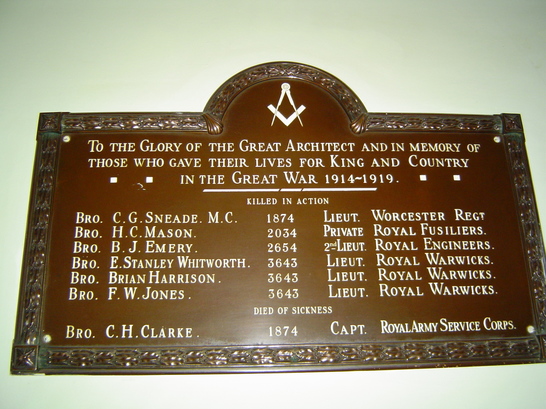 To the Glory of the Great Architect and in memory of
those who gave their lives for King and Country
in the Great War 1914~1919.
KILLED IN ACTION
Bro. C.G. Sneade. M.C. 1874 Lieut. Worcester Regt
Bro. H.C. Mason. 2034 Private Royal Fusiliers.
Bro. B.J. Emery. 2654 2nd Lieut. Royal Engineers.
Bro. E. Stanley Whitworth. 3643 Lieut. Royal Warwicks.
Bro. Brian Harrison. 3643 Lieut. Royal Warwicks.
Bro. F.W. Jones. 3643 Lieut. Royal Warwicks.
DIED OF SICKNESS
Bro. C.H. Clarke. 1874 Capt. Royal Army Service Corps.